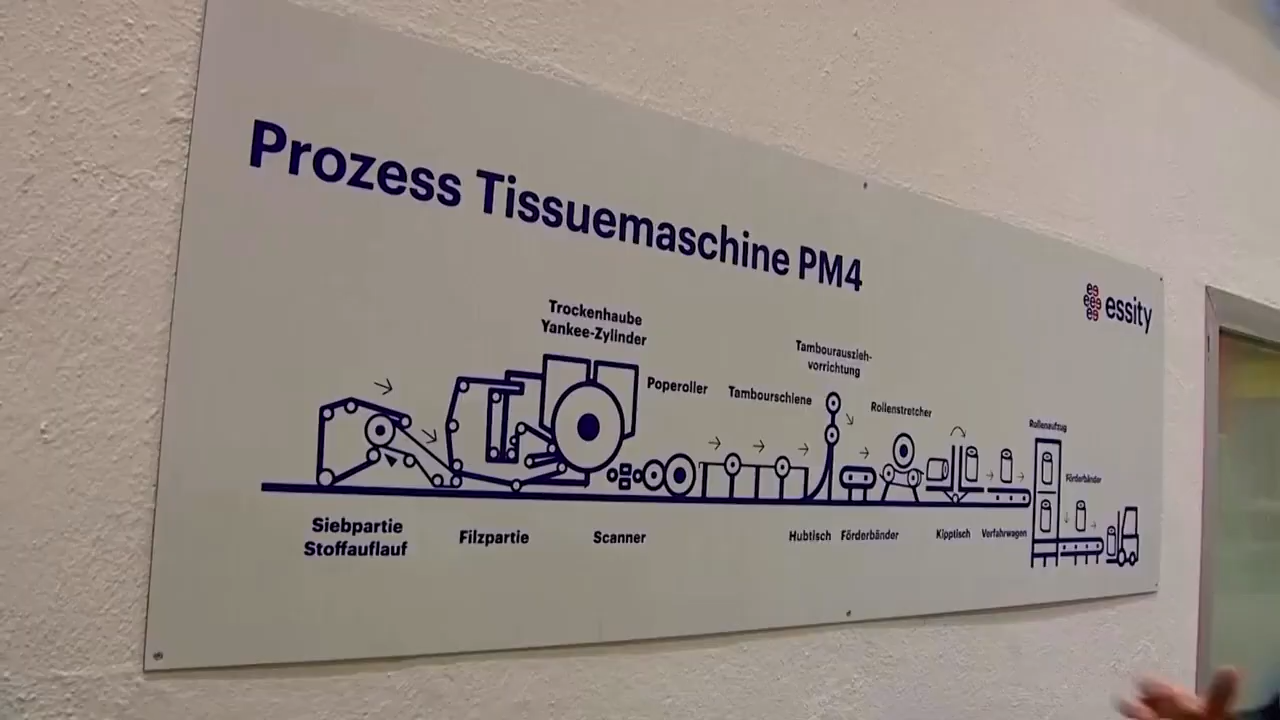 Prozess Tissuemaschine PM4
essity
Trockenhaube
Yankee-Zylinder
Poperoller
Tambourschiene
Tambourauszieh-
vorrichtung
Rollenstretcher
Rollenaufzug
Förderbänder
Siebpartie
Stoffauflauf
Filzpartie
Scanner
Hubtisch
Förderbänder
Kipptisch
Verfahrwagen